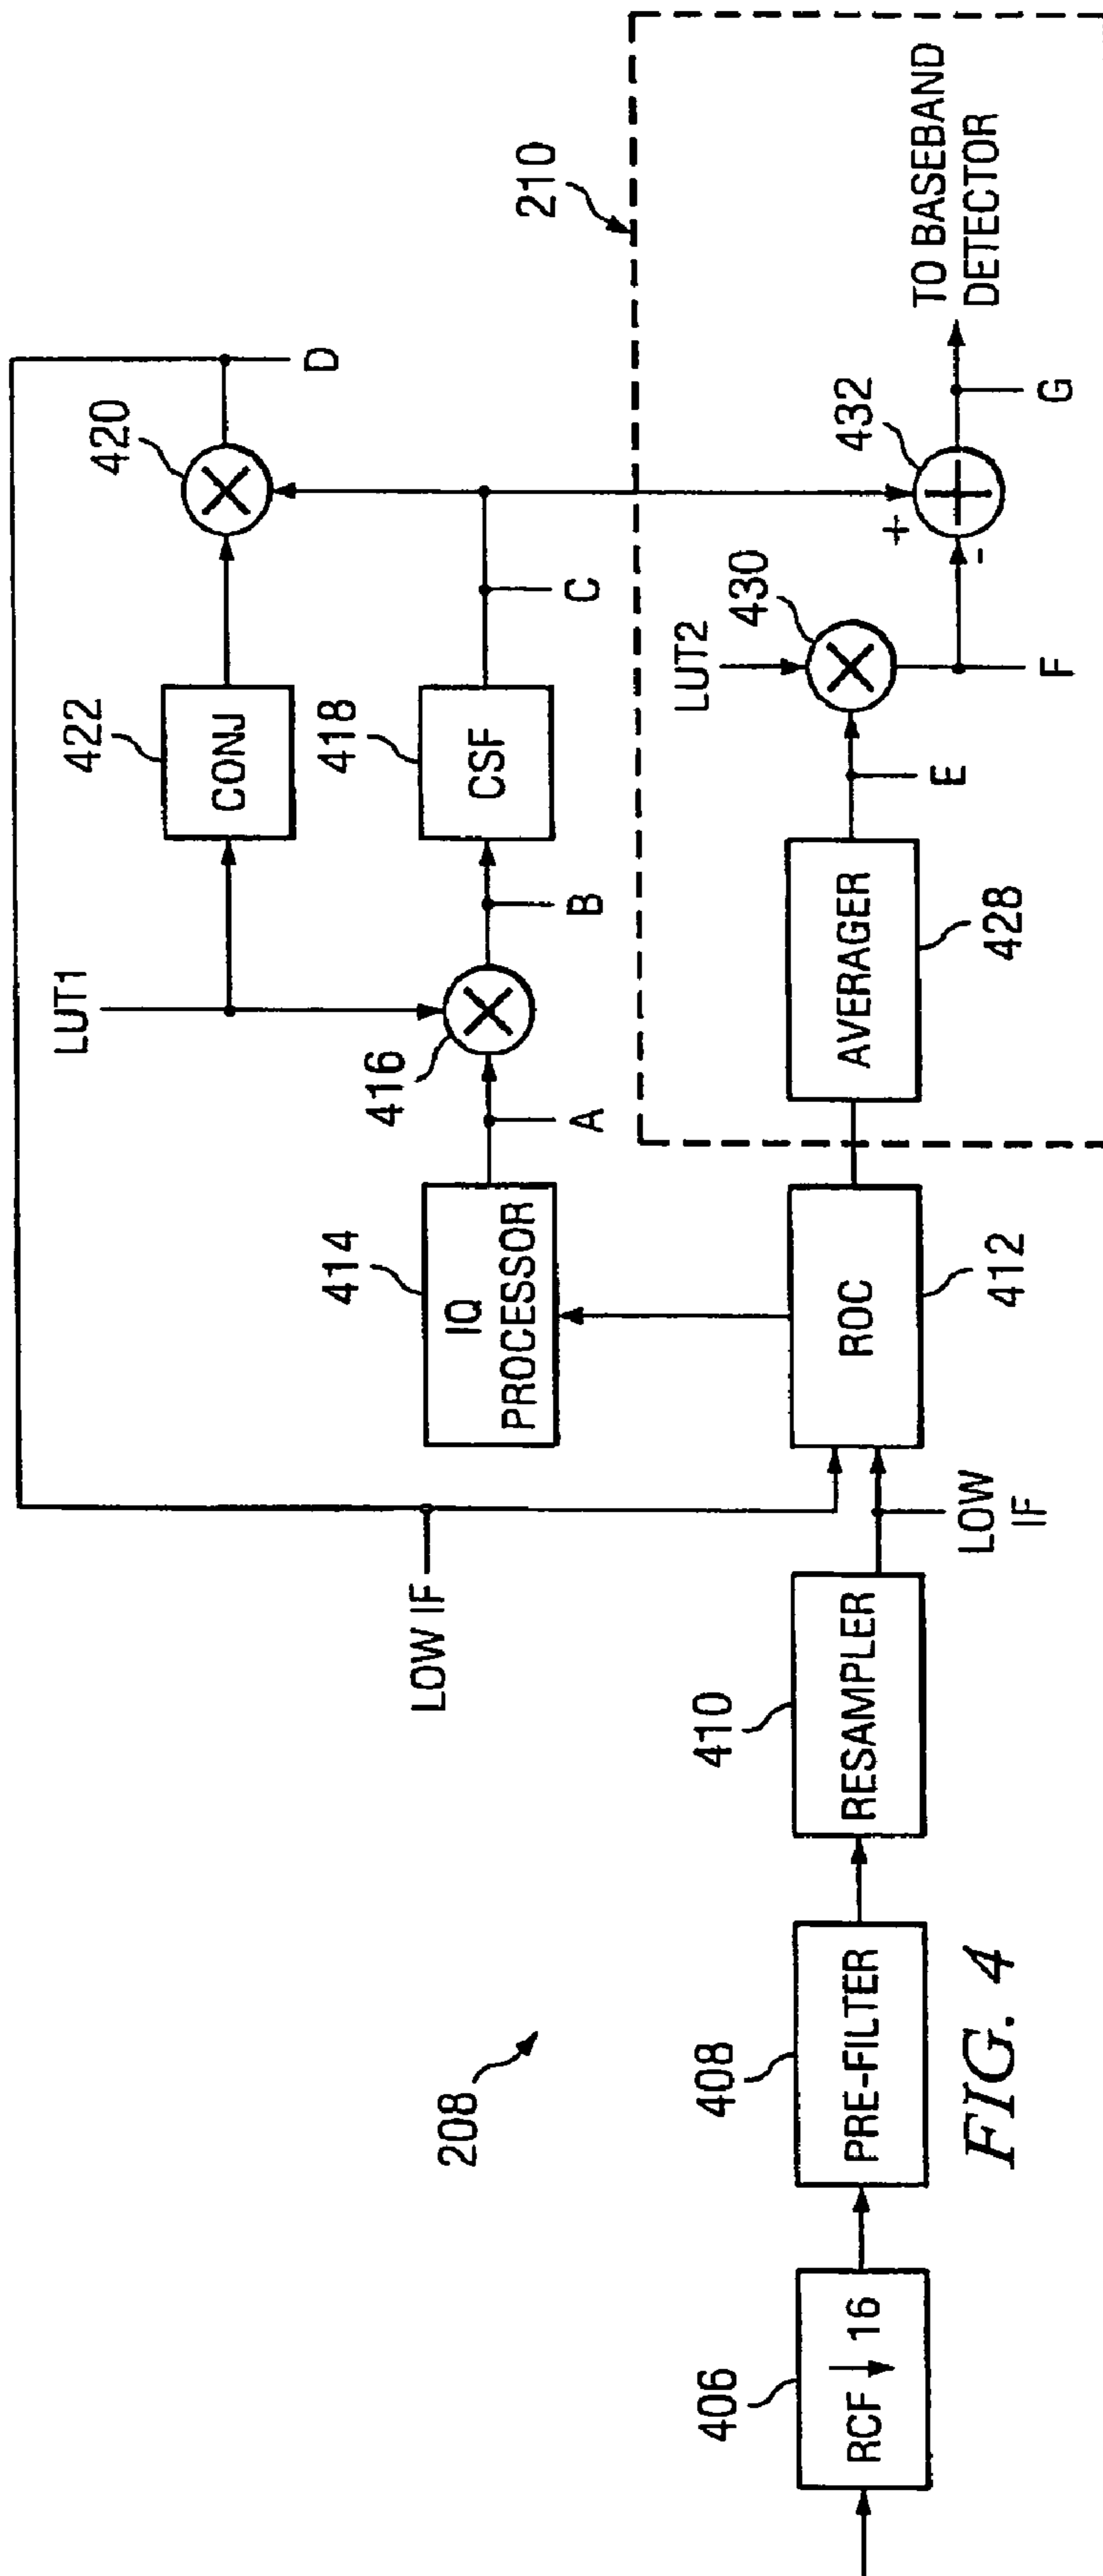 210
420
D
LUT1
422
CONJ
TO BASEBAND
DETECTOR
418
CSF
C
LUT2
430
432
+
-
G
F
416
B
A
E
AVERAGER
428
414
IQ
PROCESSOR
ROC
412
LOW IF
LOW
IF
410
RESAMPLER
208
408
PRE-FILTER
406
RCF ↓ 16
FIG. 4